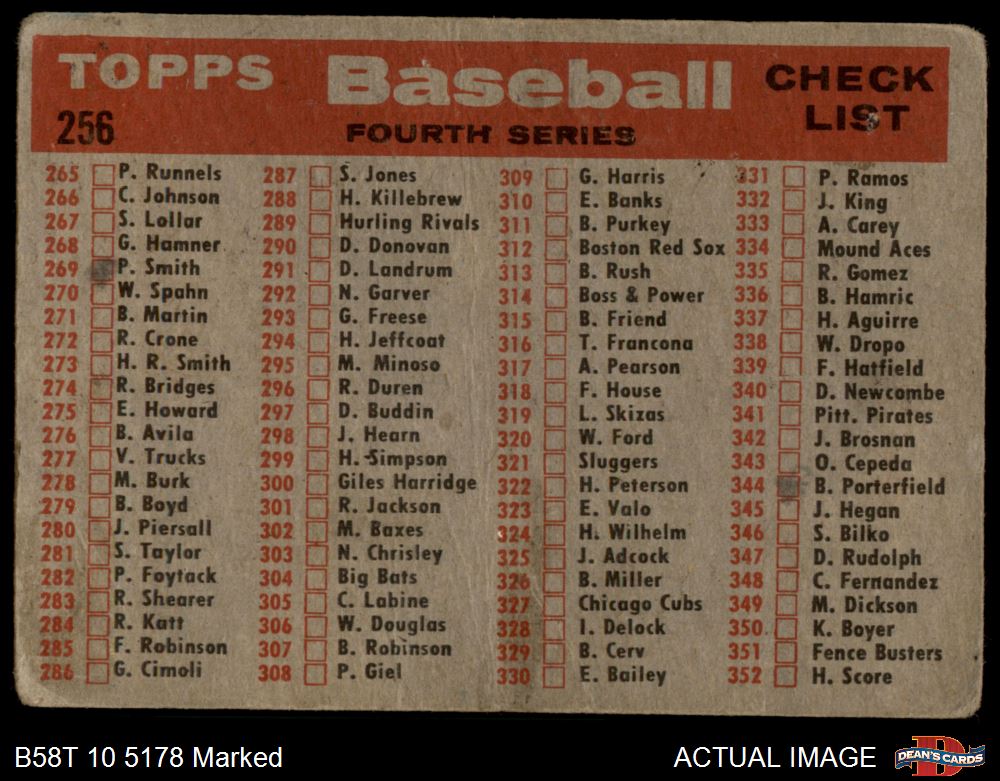 TOPPS Baseball CHECK LIST
256 FOURTH SERIES
265 P. Runnels
266 C. Johnson
267 S. Lollar
268 G. Hamner
269 P. Smith
270 W. Spahn
271 B. Martin
272 R. Crone
273 H. R. Smith
274 R. Bridges
275 E. Howard
276 B. Avila
277 V. Trucks
278 M. Burk
279 B. Boyd
280 J. Piersall
281 S. Taylor
282 P. Foytack
283 R. Shearer
284 R. Katt
285 F. Robinson
286 G. Cimoli
287 S. Jones
288 H. Killebrew
289 Hurling Rivals
290 D. Donovan
291 D. Landrum
292 N. Garver
293 G. Freese
294 H. Jeffcoat
295 M. Minoso
296 R. Duren
297 D. Buddin
298 J. Hearn
299 H. Simpson
300 Giles Harridge
301 R. Jackson
302 M. Baxes
303 N. Chrisley
304 Big Bats
305 C. Labine
306 W. Douglas
307 B. Robinson
308 P. Giel
309 G. Harris
310 E. Banks
311 B. Purkey
312 Boston Red Sox
313 B. Rush
314 Boss & Power
315 B. Friend
316 T. Francona
317 A. Pearson
318 F. House
319 L. Skizas
320 W. Ford
321 Sluggers
322 H. Peterson
323 E. Valo
324 H. Wilhelm
325 J. Adcock
326 B. Miller
327 Chicago Cubs
328 I. Delock
329 B. Cerv
330 E. Bailey
331 P. Ramos
332 J. King
333 A. Carey
334 Mound Aces
335 R. Gomez
336 B. Hamric
337 H. Aguirre
338 W. Dropo
339 F. Hatfield
340 D. Newcombe
341 Pitt. Pirates
342 J. Brosnan
343 O. Cepeda
344 B. Porterfield
345 J. Hegan
346 S. Bilko
347 D. Rudolph
348 C. Fernandez
349 M. Dickson
350 K. Boyer
351 Fence Busters
352 H. Score
B58T 10 5178 Marked
ACTUAL IMAGE
D
DEAN'S CARDS